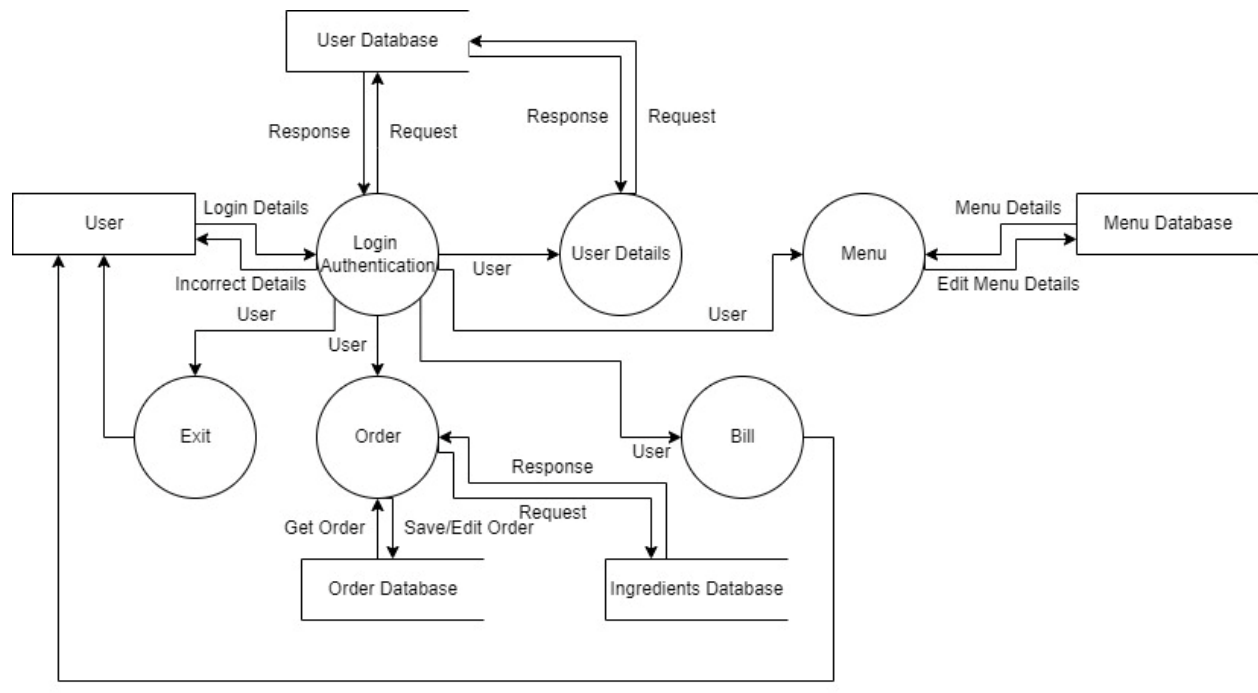 User Database
Response
Request
Response
Request
User
Login Details
Incorrect Details
Login
Authentication
User
User Details
Menu
Menu Details
Edit Menu Details
Menu Database
User
User
User
Exit
Order
User
Bill
Response
Request
Get Order
Save/Edit Order
Order Database
Ingredients Database